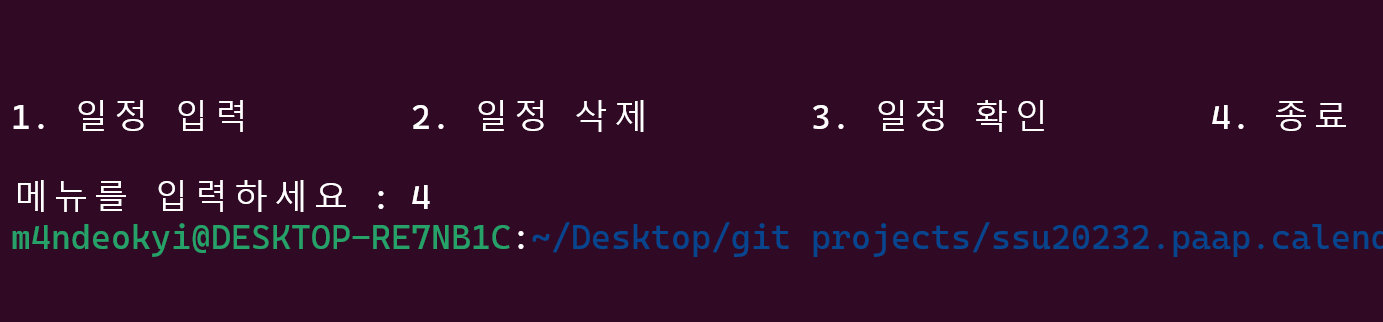 1. 일정 입력 2. 일정 삭제 3. 일정 확인 4. 종료
메뉴를 입력하세요 : 4
m4ndeokyi@DESKTOP-RE7NB1C:~/Desktop/git projects/ssu20232.paap.calend